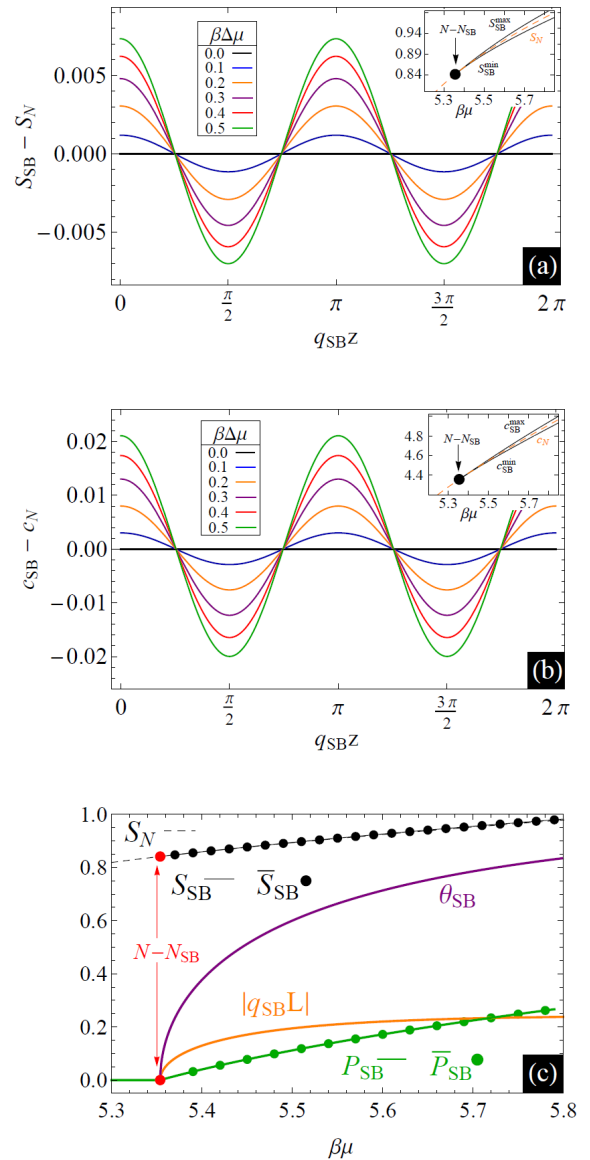 S_SB − S_N
0.005
0.000
−0.005
βΔμ
0.0
0.1
0.2
0.3
0.4
0.5
0.94
0.89
0.84
N−N_SB
S_SB^max
S_N
S_SB^min
5.3 5.5 5.7
βμ
(a)
0 π/2 π 3π/2 2π
q_SB z
c_SB − c_N
0.02
0.01
0.00
−0.01
−0.02
βΔμ
0.0
0.1
0.2
0.3
0.4
0.5
4.8
4.6
4.4
N−N_SB
c_SB^max
c_N
c_SB^min
5.3 5.5 5.7
βμ
(b)
0 π/2 π 3π/2 2π
q_SB z
1.0
0.8
0.6
0.4
0.2
0.0
S_N
S_SB — S̅_SB
θ_SB
N−N_SB
|q_SB L|
P_SB — P̅_SB
(c)
5.3 5.4 5.5 5.6 5.7 5.8
βμ